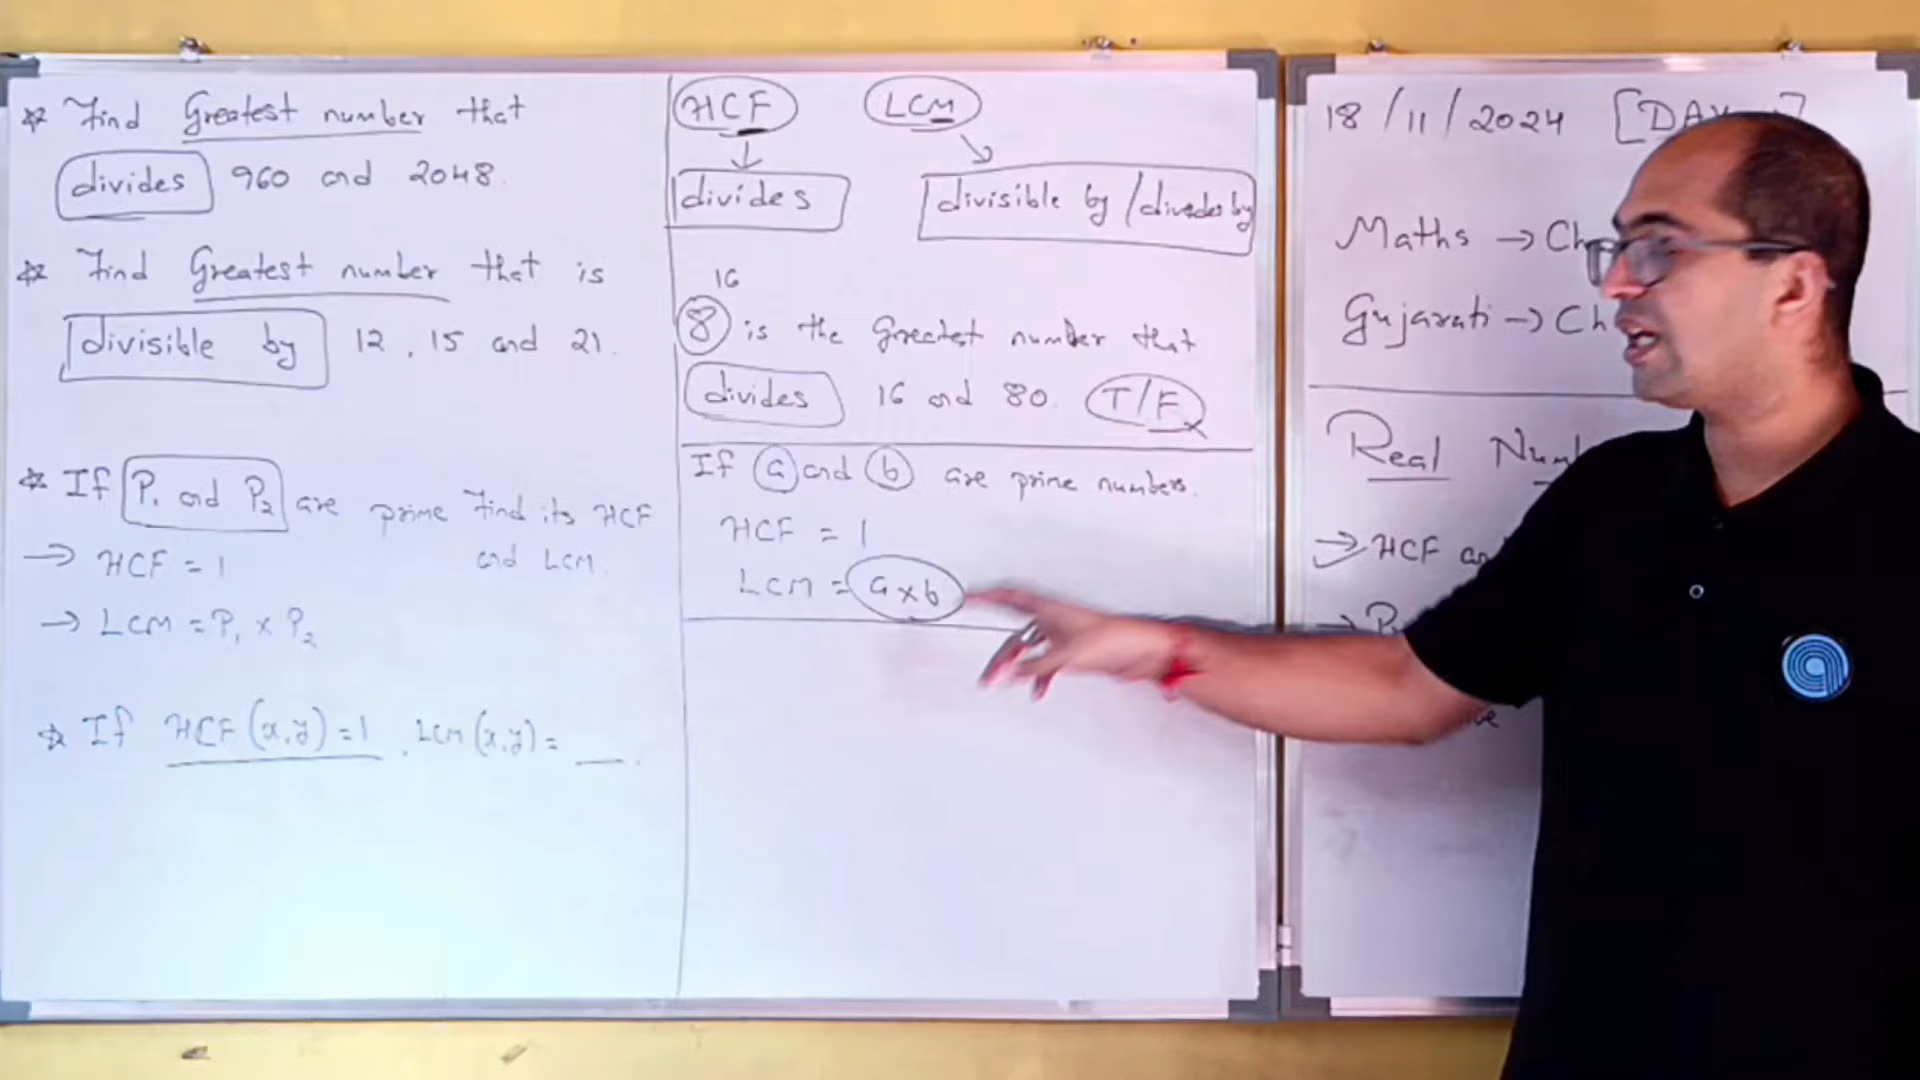 ☆ Find Greatest number that
divides 960 and 2048.
☆ Find Greatest number that is
divisible by 12, 15 and 21.
☆ If P₁ and P₂ are prime find its HCF
and LCM.
→ HCF = 1
→ LCM = P₁ × P₂
☆ If HCF (x,y) = 1 . LCM (x,y) = __.
HCF LCM
↓ ↘
divides divisible by / divedes by
16
8 is the Greatest number that
divides 16 and 80. T/F
If a and b are prime numbers.
HCF = 1
LCM = a × b
18/11/2024 [DAY
Maths → Ch
Gujarati → Ch
Real
→ HCF